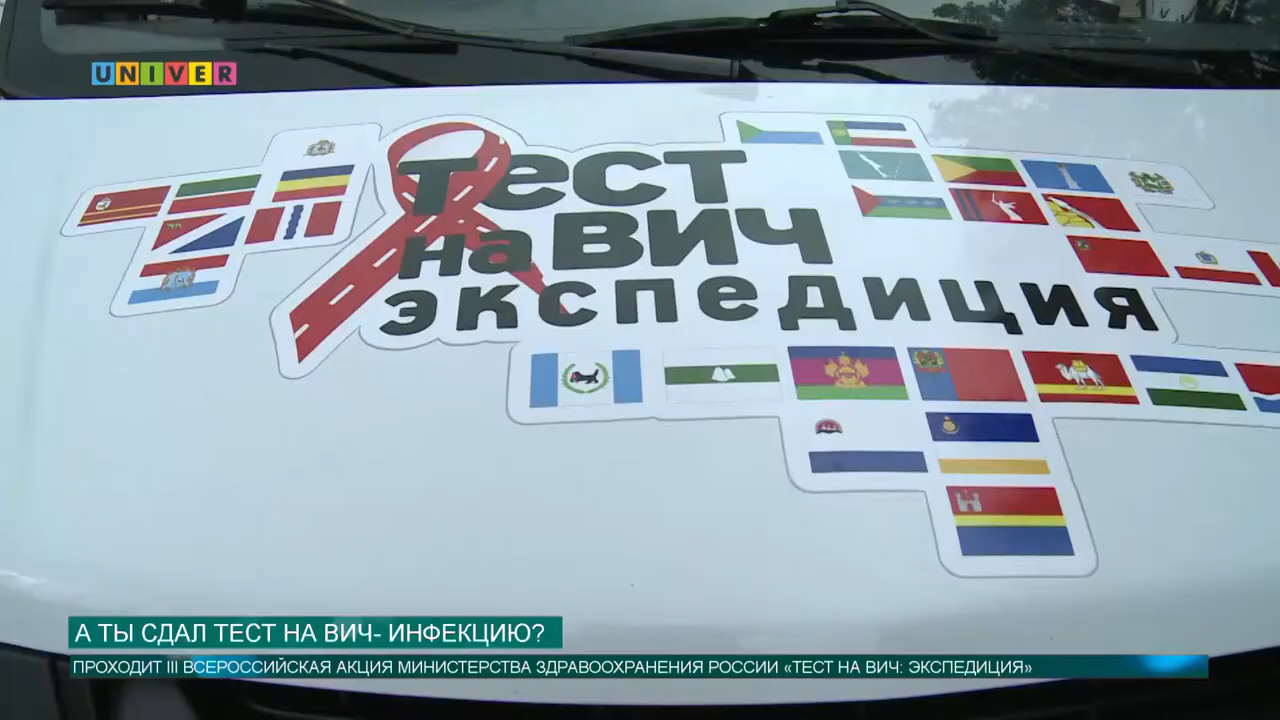 UNIVER
тест
на ВИЧ
экспедиция
А ТЫ СДАЛ ТЕСТ НА ВИЧ- ИНФЕКЦИЮ?
ПРОХОДИТ III ВСЕРОССИЙСКАЯ АКЦИЯ МИНИСТЕРСТВА ЗДРАВООХРАНЕНИЯ РОССИИ «ТЕСТ НА ВИЧ: ЭКСПЕДИЦИЯ»